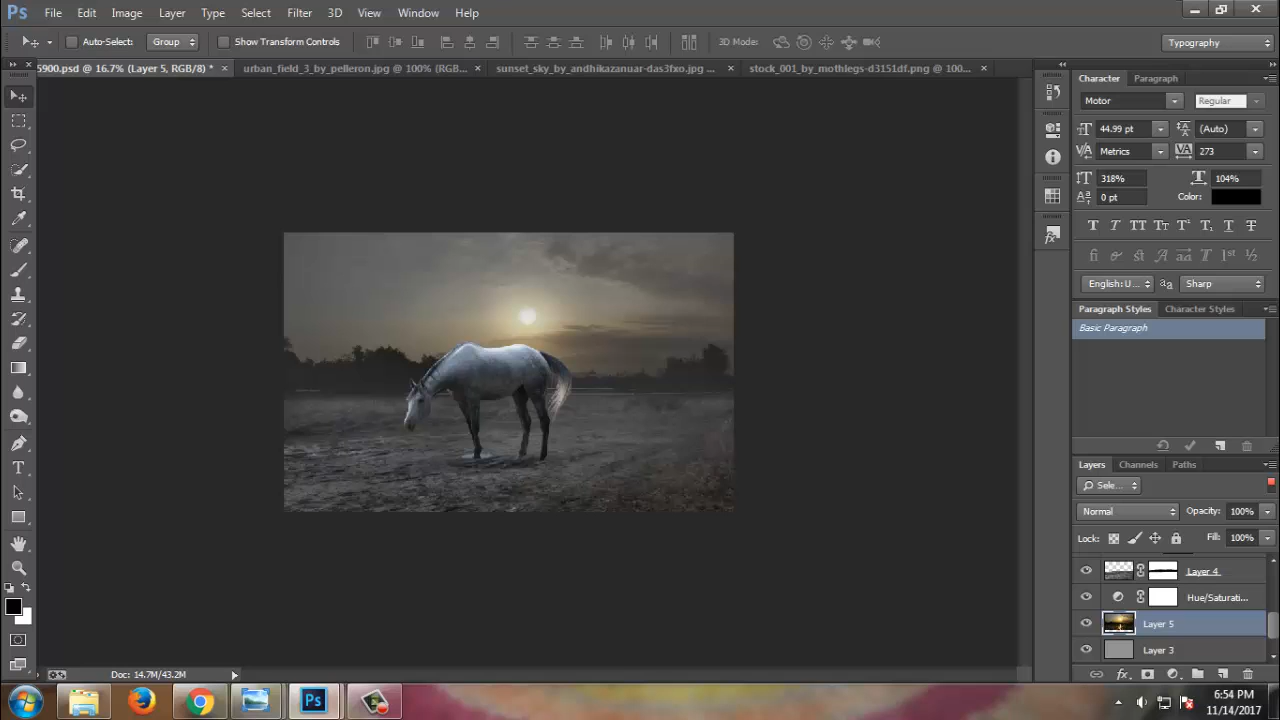 Ps File Edit Image Layer Type Select Filter 3D View Window Help
Auto-Select: Group Show Transform Controls 3D Mode: Typography
5900.psd @ 16.7% (Layer 5, RGB/8) * urban_field_3_by_pelleron.jpg @ 100% (RGB... sunset_sky_by_andhikazanuar-das3fxo.jpg ... stock_001_by_mothlegs-d3151df.png @ 100...
Character Paragraph
Motor Regular
44.99 pt (Auto)
Metrics 273
318% 104%
0 pt Color:
English: U... Sharp
Paragraph Styles Character Styles
Basic Paragraph
Layers Channels Paths
Sele...
Normal Opacity: 100%
Lock: Fill: 100%
Layer 4
Hue/Saturati...
Layer 5
Layer 3
Doc: 14.7M/43.2M
Ps
6:54 PM
11/14/2017